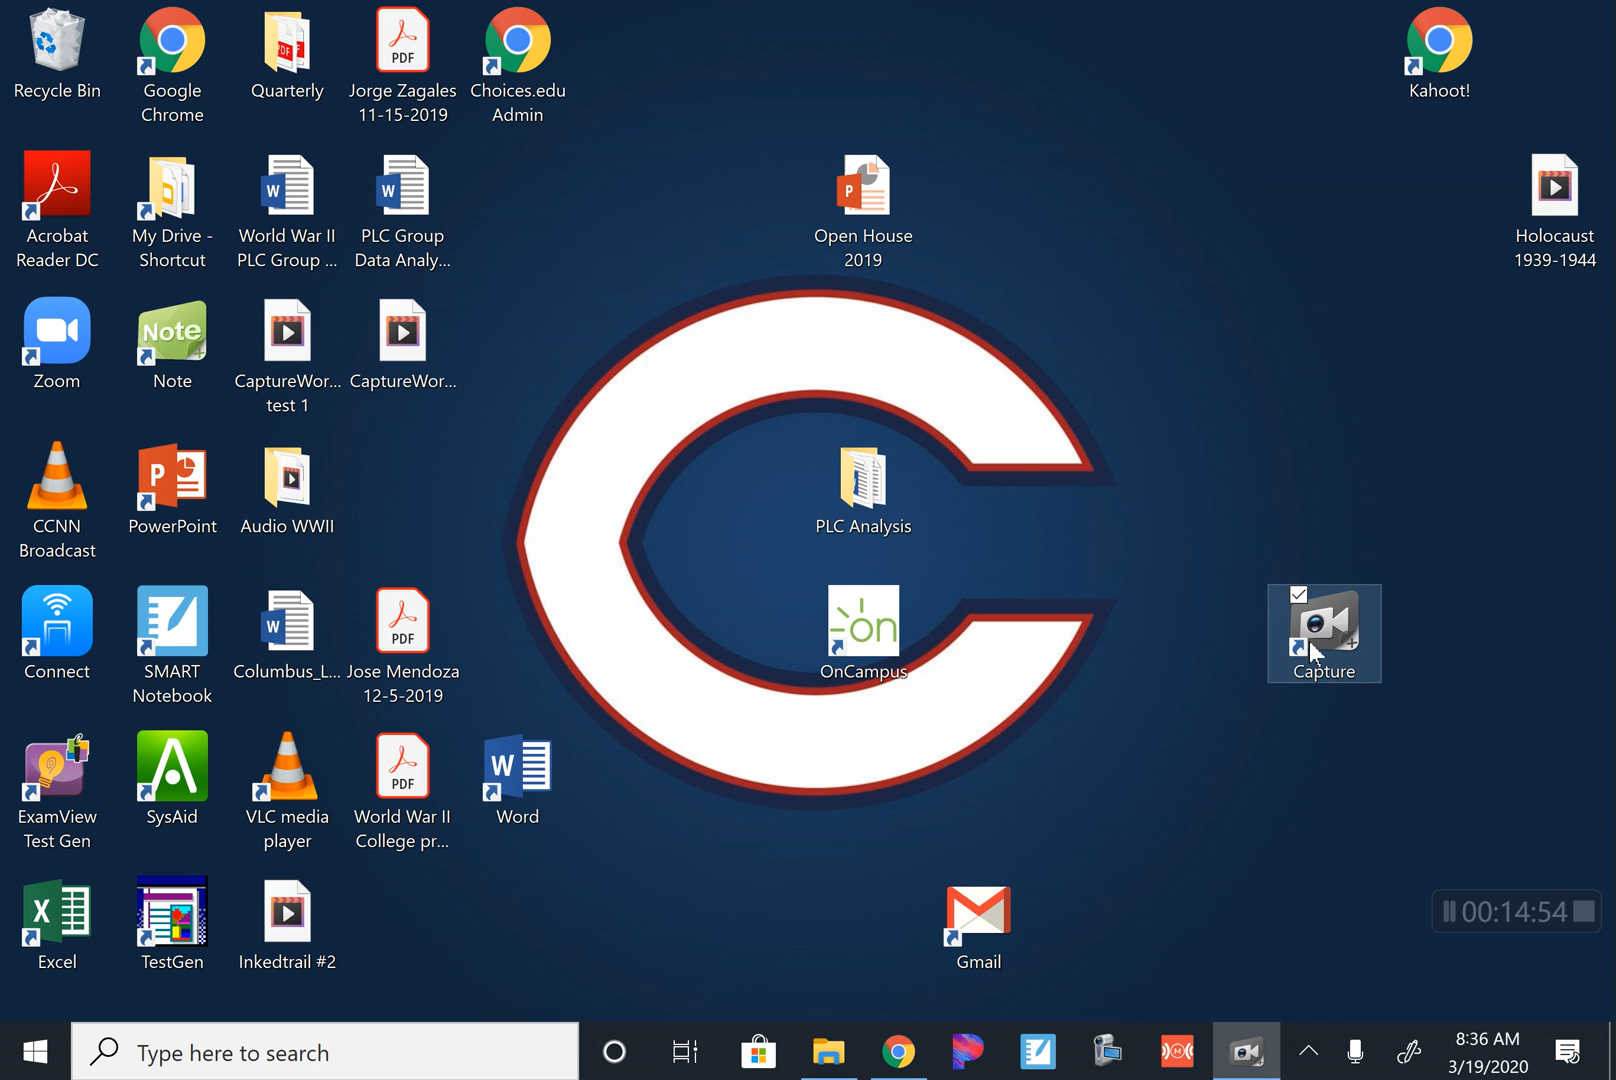 Recycle Bin
Google
Chrome
Quarterly
PDF
PDF
Jorge Zagales
11-15-2019
Choices.edu
Admin
Kahoot!
Acrobat
Reader DC
My Drive -
Shortcut
W
World War II
PLC Group ...
W
PLC Group
Data Analy...
P
Open House
2019
Holocaust
1939-1944
Zoom
Note
Note
CaptureWor...
test 1
CaptureWor...
CCNN
Broadcast
P
PowerPoint
Audio WWII
PLC Analysis
Connect
SMART
Notebook
W
Columbus_L...
PDF
Jose Mendoza
12-5-2019
on
OnCampus
Capture
ExamView
Test Gen
SysAid
VLC media
player
PDF
World War II
College pr...
W
Word
X
Excel
TestGen
Inkedtrail #2
Gmail
00:14:54
Type here to search
M
8:36 AM
3/19/2020